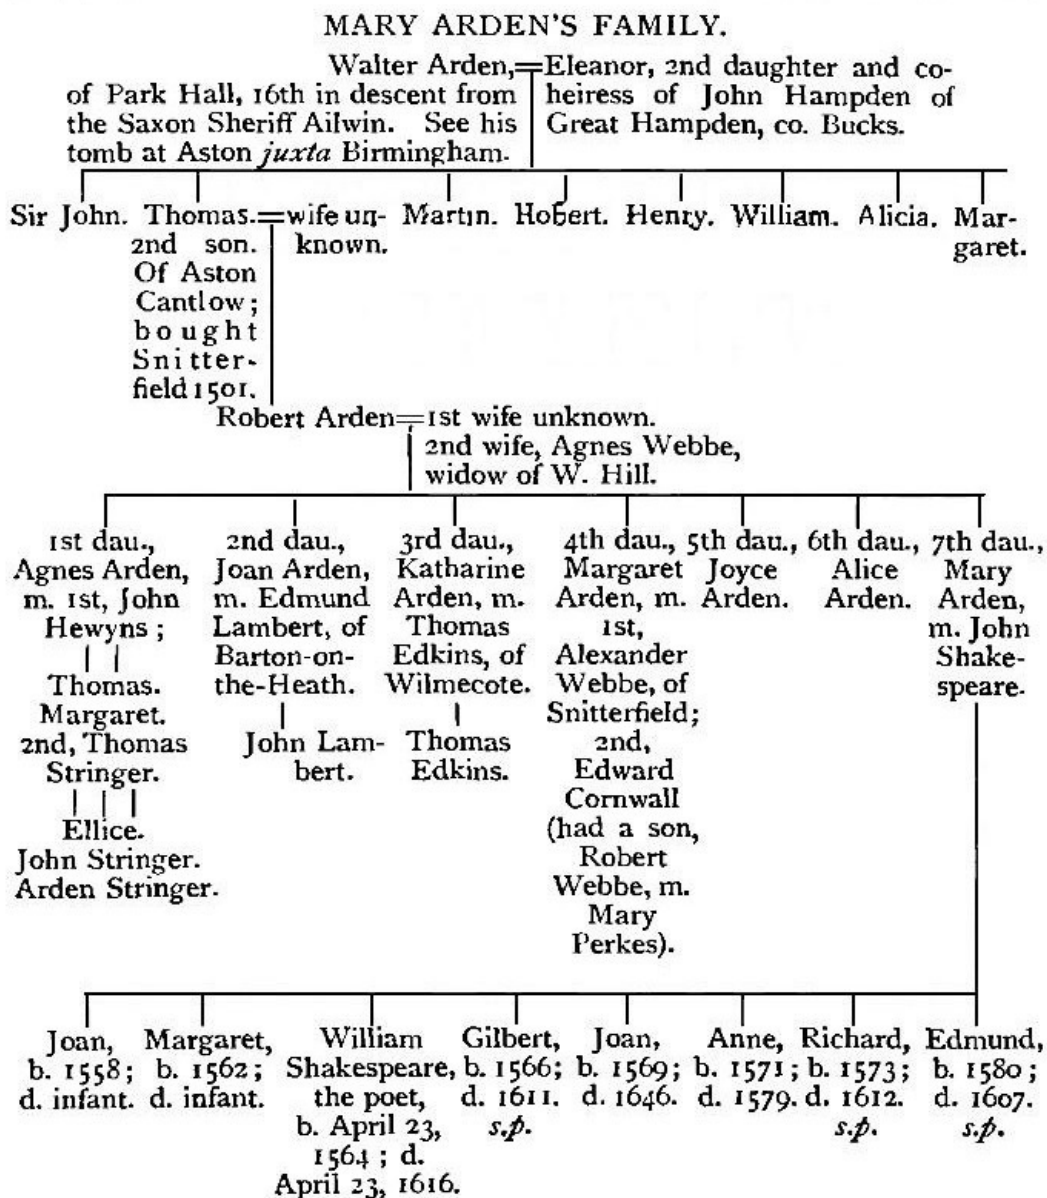 MARY ARDEN'S FAMILY.
Walter Arden,=Eleanor, 2nd daughter and co-
of Park Hall, 16th in descent from heiress of John Hampden of
the Saxon Sheriff Ailwin. See his Great Hampden, co. Bucks.
tomb at Aston juxta Birmingham.
Sir John. Thomas.=wife un- Martin. Hobert. Henry. William. Alicia. Mar-
2nd son. known. garet.
Of Aston
Cantlow;
bought
Snitter-
field 1501.
Robert Arden=1st wife unknown.
2nd wife, Agnes Webbe,
widow of W. Hill.
1st dau.,
Agnes Arden,
m. 1st, John
Hewyns;
Thomas.
Margaret.
2nd, Thomas
Stringer.
Ellice.
John Stringer.
Arden Stringer.
2nd dau.,
Joan Arden,
m. Edmund
Lambert, of
Barton-on-
the-Heath.
John Lam-
bert.
3rd dau.,
Katharine
Arden, m.
Thomas
Edkins, of
Wilmecote.
Thomas
Edkins.
4th dau.,
Margaret
Arden, m.
1st,
Alexander
Webbe, of
Snitterfield;
2nd,
Edward
Cornwall
(had a son,
Robert
Webbe, m.
Mary
Perkes).
5th dau.,
Joyce
Arden.
6th dau.,
Alice
Arden.
7th dau.,
Mary
Arden,
m. John
Shake-
speare.
Joan,
b. 1558;
d. infant.
Margaret,
b. 1562;
d. infant.
William
Shakespeare,
the poet,
b. April 23,
1564; d.
April 23, 1616.
Gilbert,
b. 1566;
d. 1611.
s.p.
Joan,
b. 1569;
d. 1646.
Anne,
b. 1571;
d. 1579.
Richard,
b. 1573;
d. 1612.
s.p.
Edmund,
b. 1580;
d. 1607.
s.p.